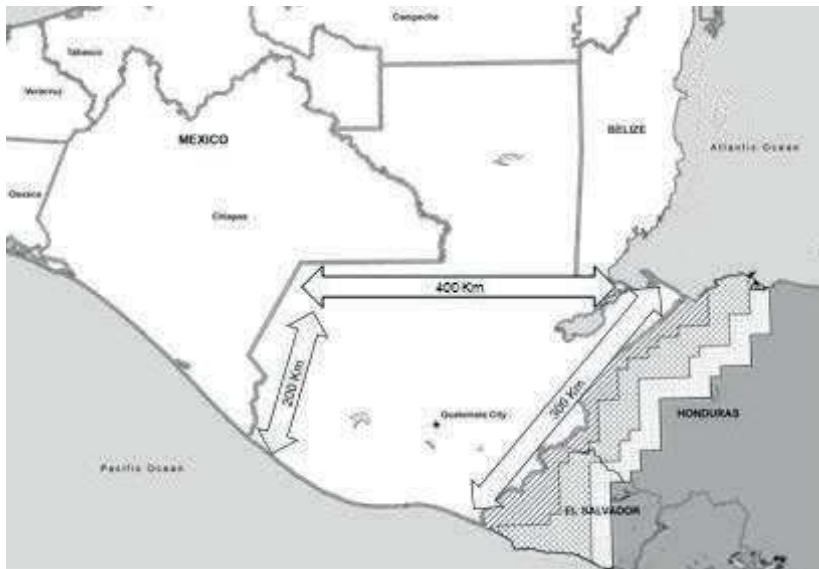 Campeche
Tabasco
Veracruz
MEXICO
BELIZE
Atlantic Ocean
Oaxaca
Chiapas
400 Km
200 Km
300 Km
Guatemala City
HONDURAS
Pacific Ocean
EL SALVADOR